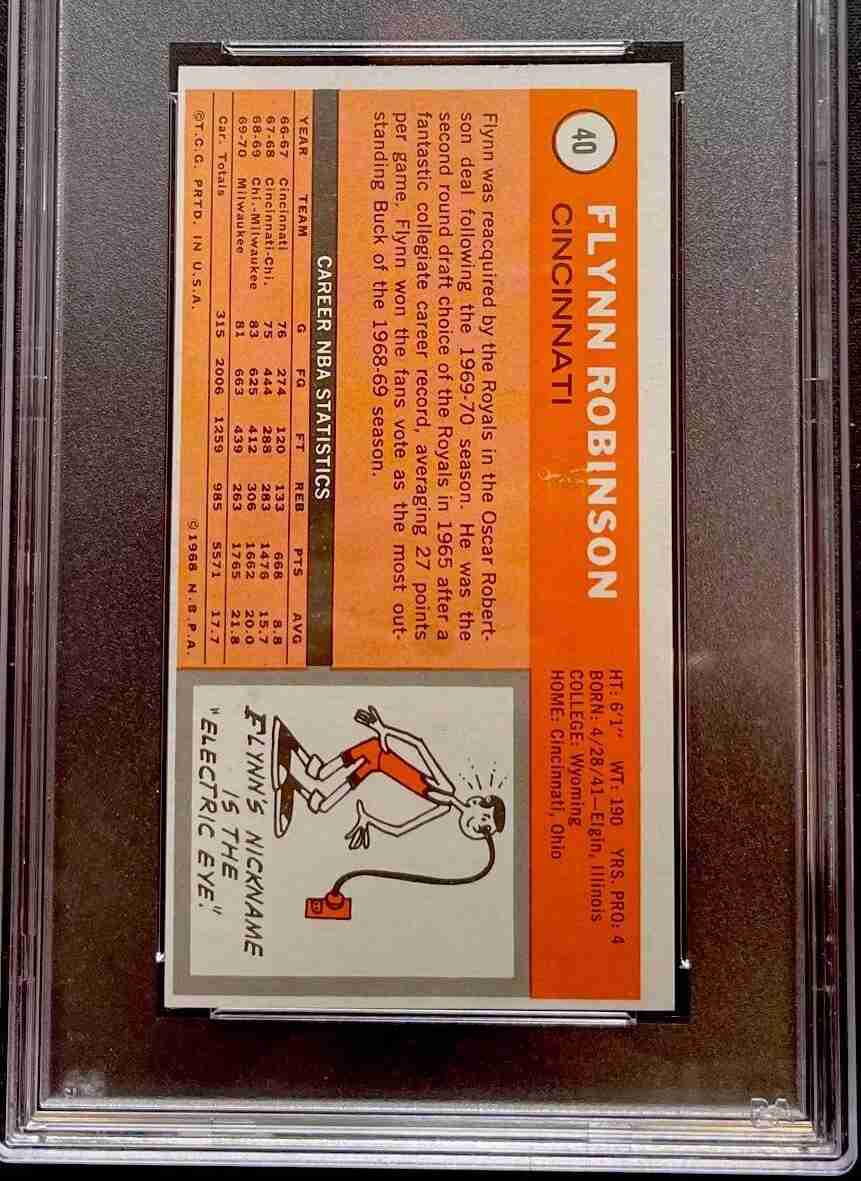 40
FLYNN ROBINSON
CINCINNATI
HT: 6'1" WT: 190 YRS. PRO: 4
BORN: 4/28/41—Elgin, Illinois
COLLEGE: Wyoming
HOME: Cincinnati, Ohio
Flynn was reacquired by the Royals in the Oscar Robert-
son deal following the 1969-70 season. He was the
second round draft choice of the Royals in 1965 after a
fantastic collegiate career record, averaging 27 points
per game. Flynn won the fans vote as the most out-
standing Buck of the 1968-69 season.
CAREER NBA STATISTICS
YEAR TEAM G FG FT REB PTS AVG
66-67 Cincinnati 76 274 120 133 668 8.8
67-68 Cincinnati-Chi. 75 444 288 283 1476 15.7
68-69 Chi.-Milwaukee 83 625 412 306 1662 20.0
69-70 Milwaukee 81 663 439 263 1765 21.8
Car. Totals 315 2006 1259 985 5571 17.7
©T.C.G. PRTD. IN U.S.A. ©1968 N.B.P.A.
FLYNN'S NICKNAME
IS THE
"ELECTRIC EYE."